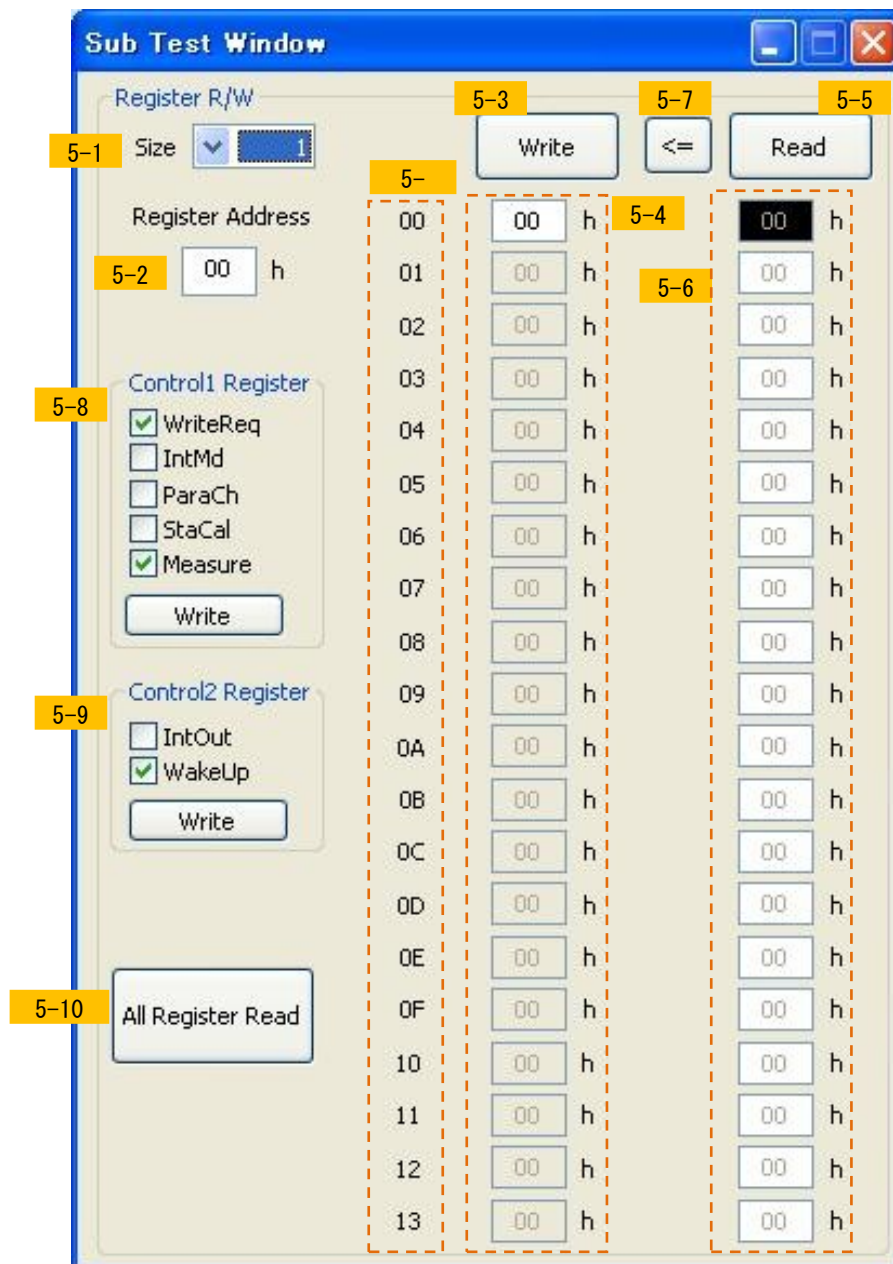 Sub Test Window
Register R/W
5-3 5-7 5-5
5-1 Size 1 Write <= Read
5-
Register Address 00 00 h 5-4 00 h
5-2 00 h 01 00 h 5-6 00 h
02 00 h 00 h
Control1 Register 03 00 h 00 h
5-8
WriteReq 04 00 h 00 h
IntMd
ParaCh 05 00 h 00 h
StaCal 06 00 h 00 h
Measure
07 00 h 00 h
Write
08 00 h 00 h
Control2 Register 09 00 h 00 h
5-9
IntOut 0A 00 h 00 h
WakeUp
0B 00 h 00 h
Write
0C 00 h 00 h
0D 00 h 00 h
0E 00 h 00 h
5-10 All Register Read 0F 00 h 00 h
10 00 h 00 h
11 00 h 00 h
12 00 h 00 h
13 00 h 00 h